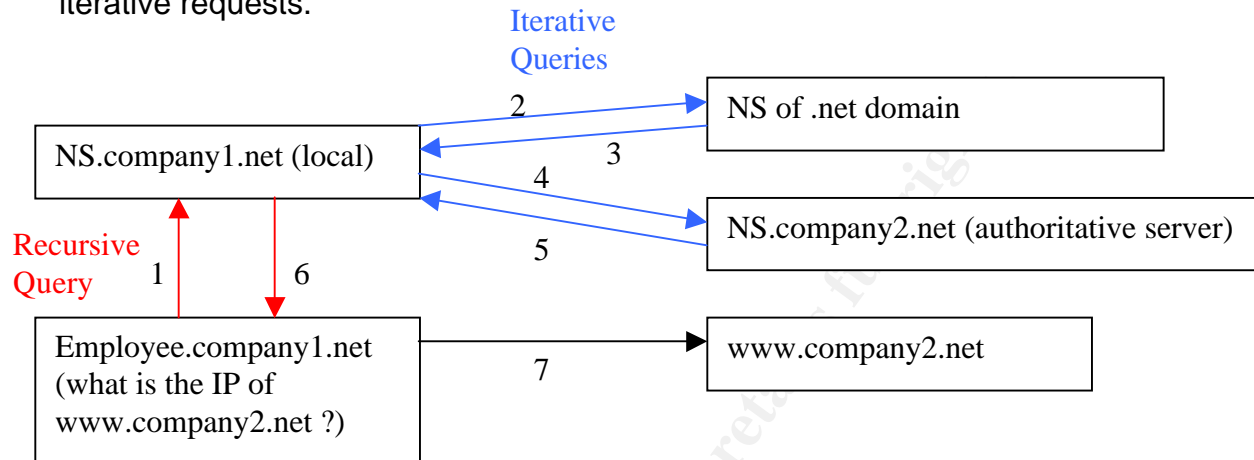 iterative requests.
Iterative
Queries
2
NS of .net domain
NS.company1.net (local)
3
4
NS.company2.net (authoritative server)
5
Recursive
Query
1
6
Employee.company1.net
(what is the IP of
www.company2.net ?)
7
www.company2.net